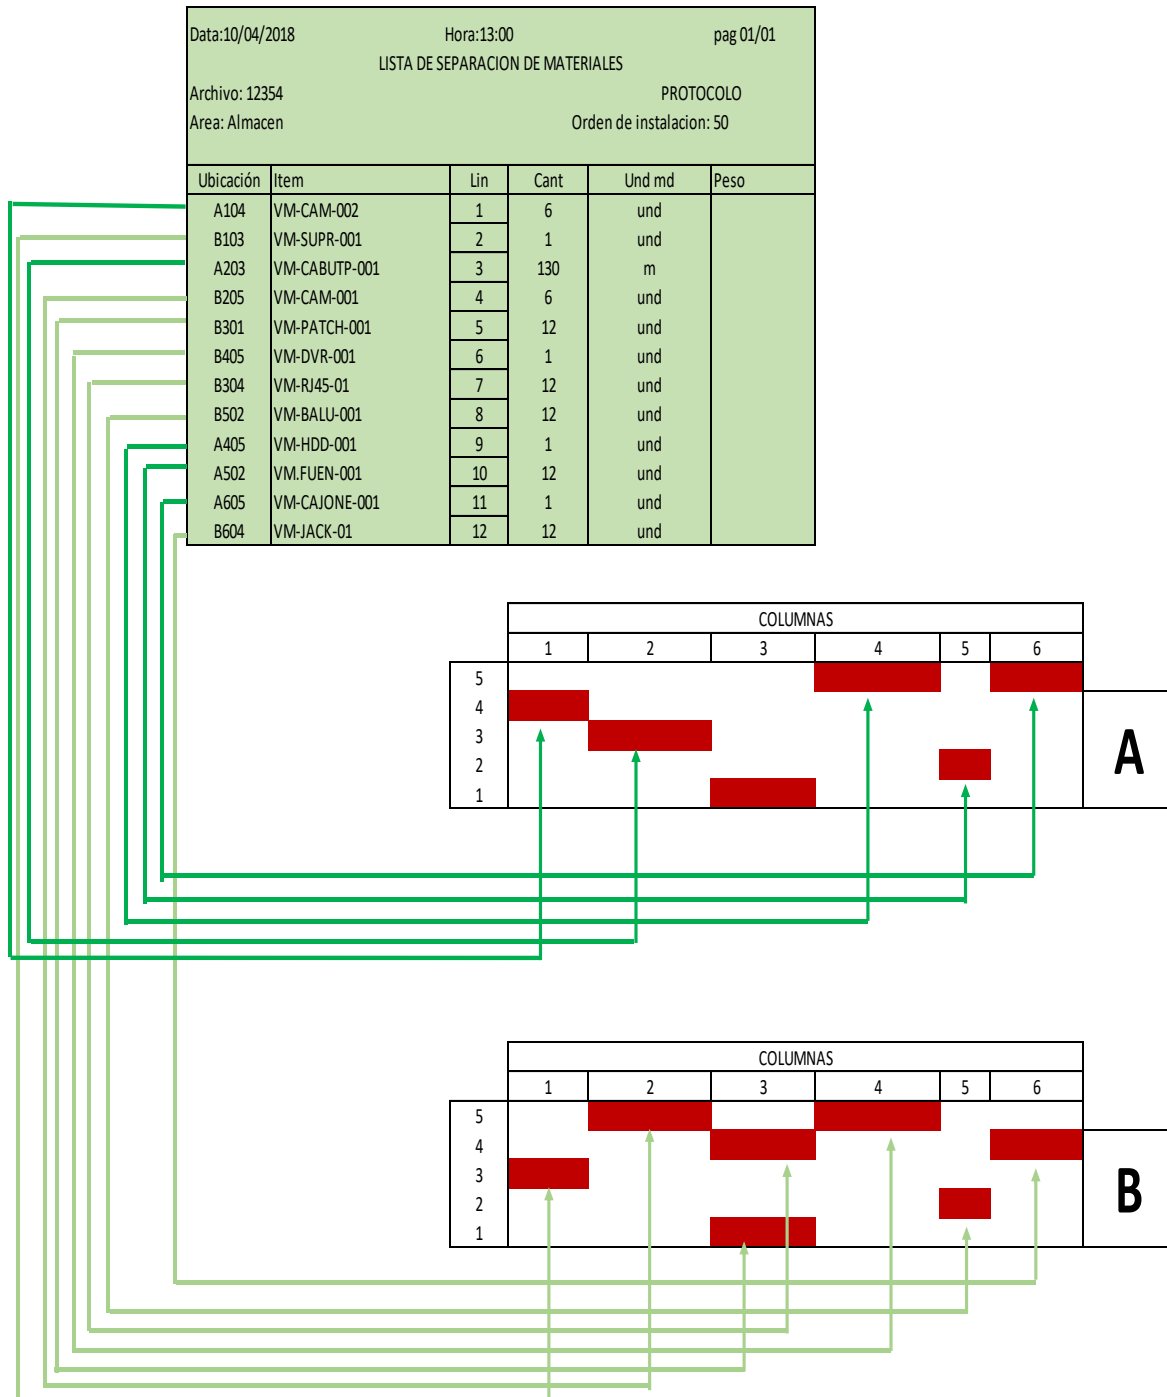 Data:10/04/2018 Hora:13:00 pag 01/01
LISTA DE SEPARACION DE MATERIALES
Archivo: 12354 PROTOCOLO
Area: Almacen Orden de instalacion: 50
Ubicación Item Lin Cant Und md Peso
A104 VM-CAM-002 1 6 und
B103 VM-SUPR-001 2 1 und
A203 VM-CABUTP-001 3 130 m
B205 VM-CAM-001 4 6 und
B301 VM-PATCH-001 5 12 und
B405 VM-DVR-001 6 1 und
B304 VM-RJ45-01 7 12 und
B502 VM-BALU-001 8 12 und
A405 VM-HDD-001 9 1 und
A502 VM.FUEN-001 10 12 und
A605 VM-CAJONE-001 11 1 und
B604 VM-JACK-01 12 12 und
COLUMNAS
1 2 3 4 5 6
5
4
3
2
1
A
COLUMNAS
1 2 3 4 5 6
5
4
3
2
1
B